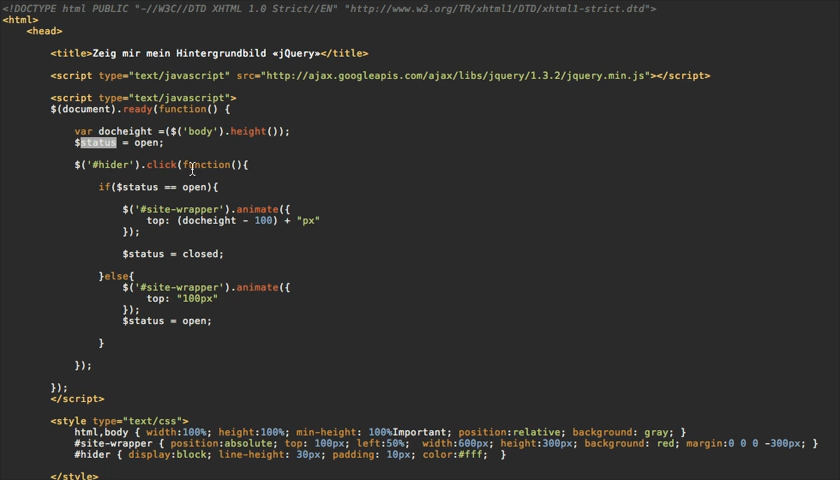 <!DOCTYPE html PUBLIC "-//W3C//DTD XHTML 1.0 Strict//EN" "http://www.w3.org/TR/xhtml1/DTD/xhtml1-strict.dtd">
<html>
<head>
<title>Zeig mir mein Hintergrundbild «jQuery»</title>
<script type="text/javascript" src="http://ajax.googleapis.com/ajax/libs/jquery/1.3.2/jquery.min.js"></script>
<script type="text/javascript">
$(document).ready(function() {
var docheight =($('body').height());
$status = open;
$('#hider').click(function(){
if($status == open){
$('#site-wrapper').animate({
top: (docheight - 100) + "px"
});
$status = closed;
}else{
$('#site-wrapper').animate({
top: "100px"
});
$status = open;
}
});
});
</script>
<style type="text/css">
html,body { width:100%; height:100%; min-height: 100%Important; position:relative; background: gray; }
#site-wrapper { position:absolute; top: 100px; left:50%;  width:600px; height:300px; background: red; margin:0 0 0 -300px; }
#hider { display:block; line-height: 30px; padding: 10px; color:#fff;  }
</style>